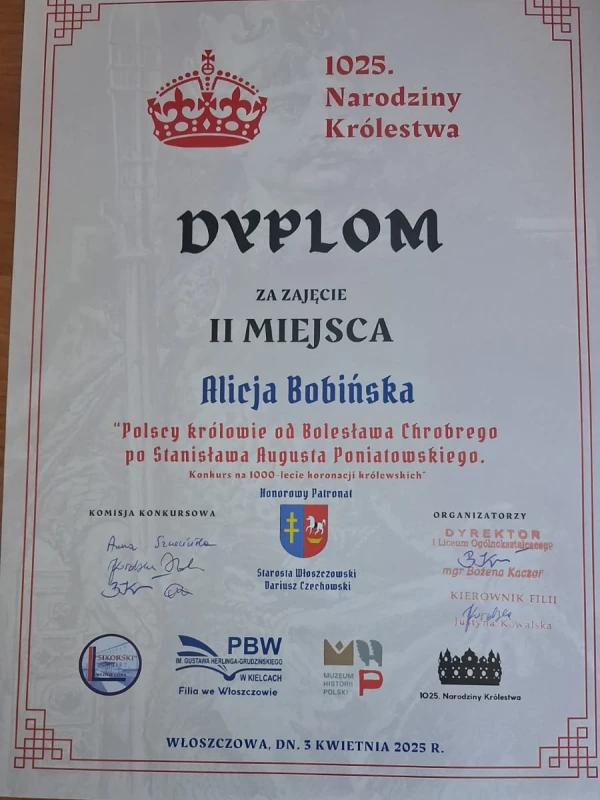 1025.
Narodziny
Królestwa
DYPLOM
ZA ZAJĘCIE
II MIEJSCA
Alicja Bobińska
"Polscy królowie od Bolesława Chrobrego
po Stanisława Augusta Poniatowskiego.
Konkurs na 1000-lecie koronacji królewskich"
Honorowy Patronat
KOMISJA KONKURSOWA
Anna
Starosta Włoszczowski
Dariusz Czechowski
ORGANIZATORZY
DYREKTOR
I Liceum Ogólnokształcącego
mgr Bożena Kaczor
KIEROWNIK FILII
Justyna Kowalska
"SIKORSKI"
PBW
IM. GUSTAWA HERLINGA-GRUDZIŃSKIEGO
W KIELCACH
Filia we Włoszczowie
MHP
MUZEUM
HISTORII
POLSKI
1025. Narodziny Królestwa
WŁOSZCZOWA, DN. 3 KWIETNIA 2025 R.